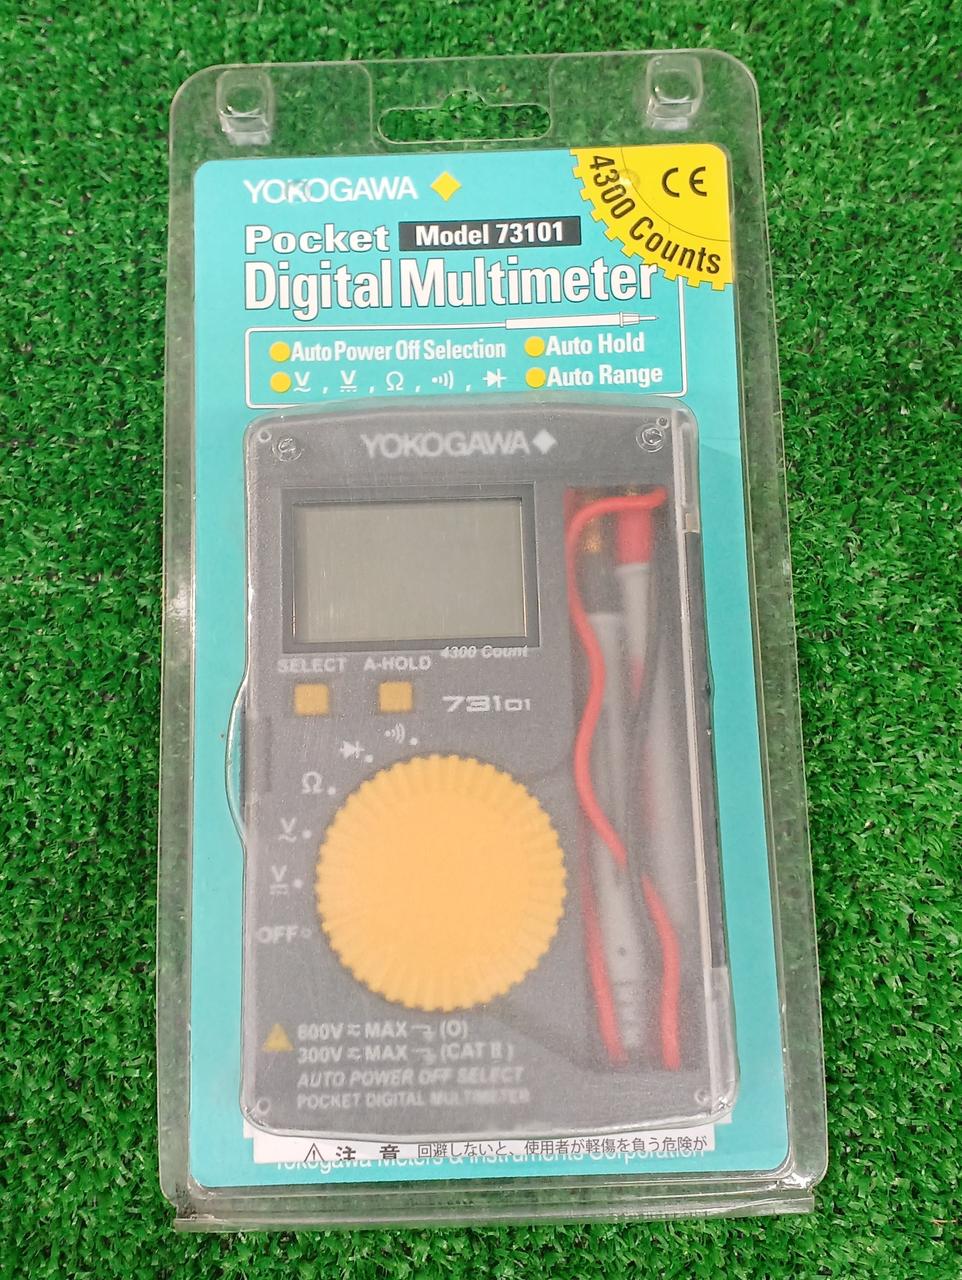 YOKOGAWA
4300 Counts
CE
Pocket Model 73101
Digital Multimeter
Auto Power Off Selection
Auto Hold
V, V, Ω, •))),
Auto Range
YOKOGAWA
4300 Count
SELECT A-HOLD
73101
Ω
V
V
OFF
600V MAX (O)
300V MAX (CAT II)
AUTO POWER OFF SELECT
POCKET DIGITAL MULTIMETER
⚠ 注 意 回避しないと、使用者が軽傷を負う危険が
Yokogawa Meters & Instruments Corporation